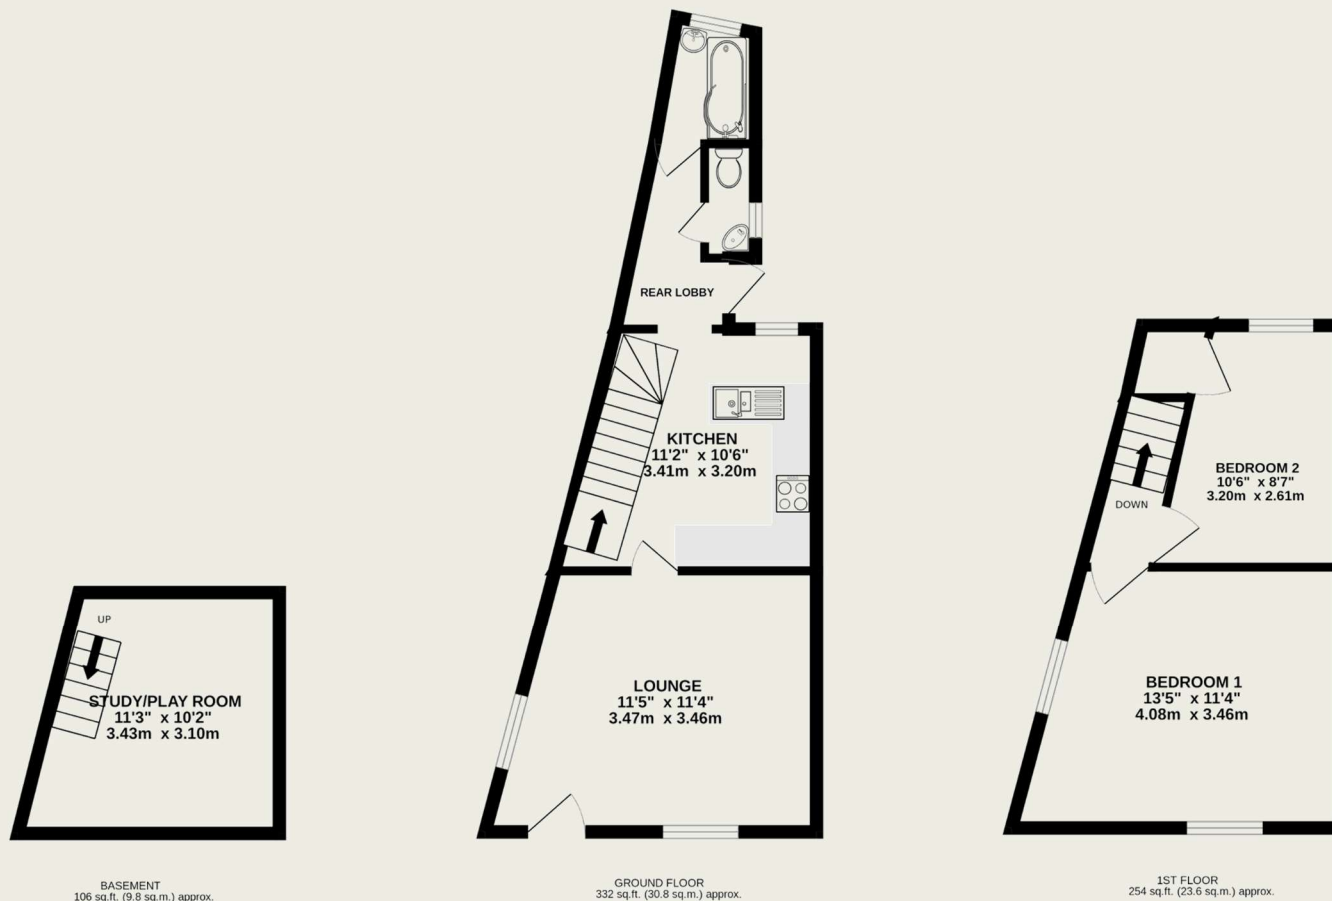 REAR LOBBY
KITCHEN
11'2" x 10'6"
3.41m x 3.20m
BEDROOM 2
10'6" x 8'7"
3.20m x 2.61m
DOWN
UP
STUDY/PLAY ROOM
11'3" x 10'2"
3.43m x 3.10m
LOUNGE
11'5" x 11'4"
3.47m x 3.46m
BEDROOM 1
13'5" x 11'4"
4.08m x 3.46m
BASEMENT
106 sq.ft. (9.8 sq.m.) approx.
GROUND FLOOR
332 sq.ft. (30.8 sq.m.) approx.
1ST FLOOR
254 sq.ft. (23.6 sq.m.) approx.